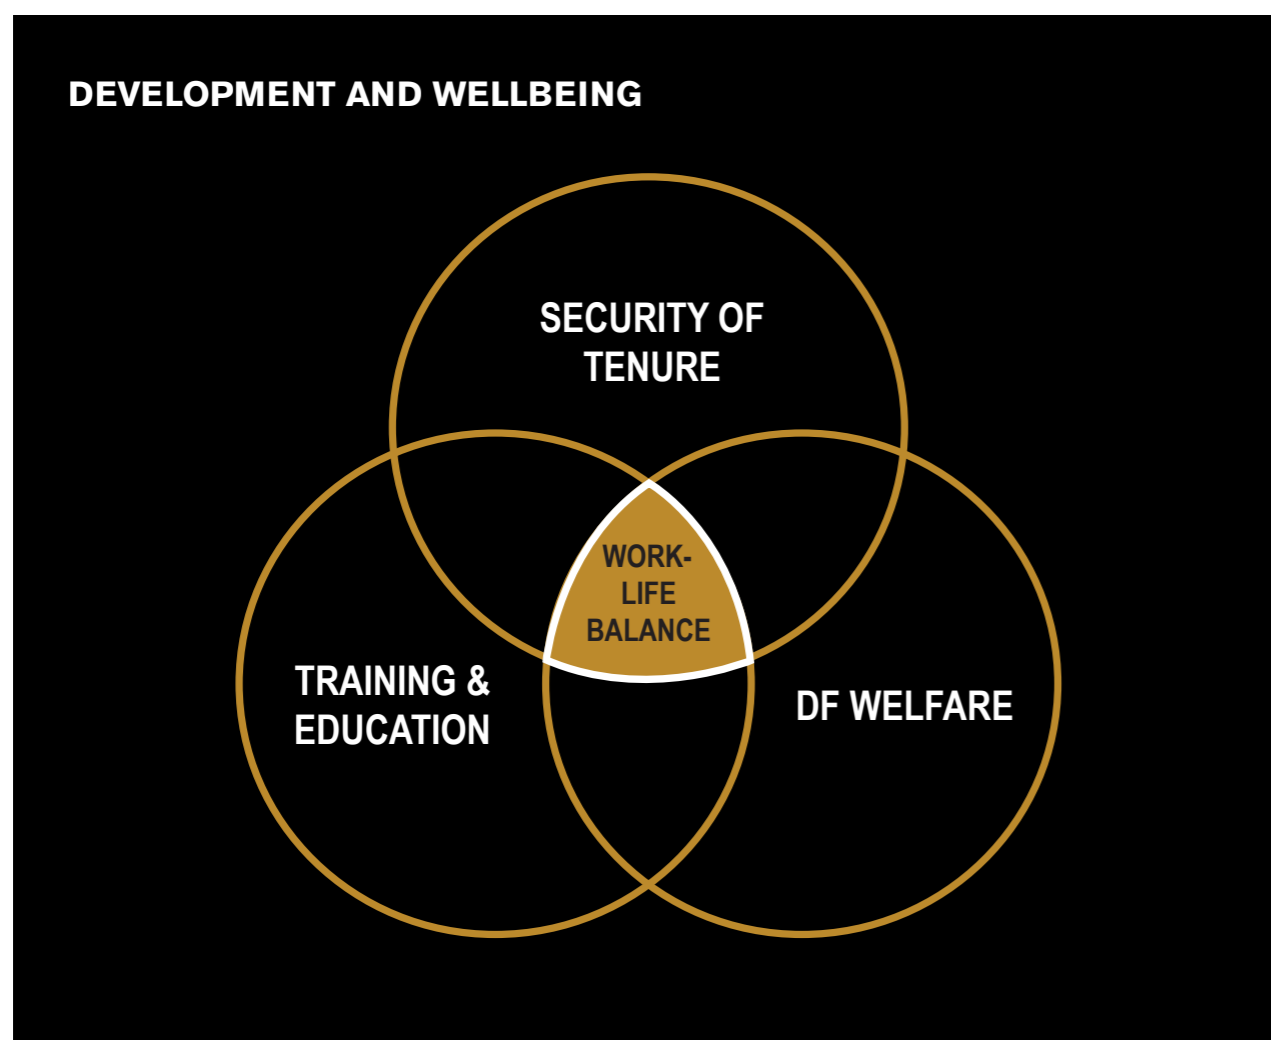 DEVELOPMENT AND WELLBEING
SECURITY OF
TENURE
WORK-
LIFE
BALANCE
TRAINING &
EDUCATION
DF WELFARE